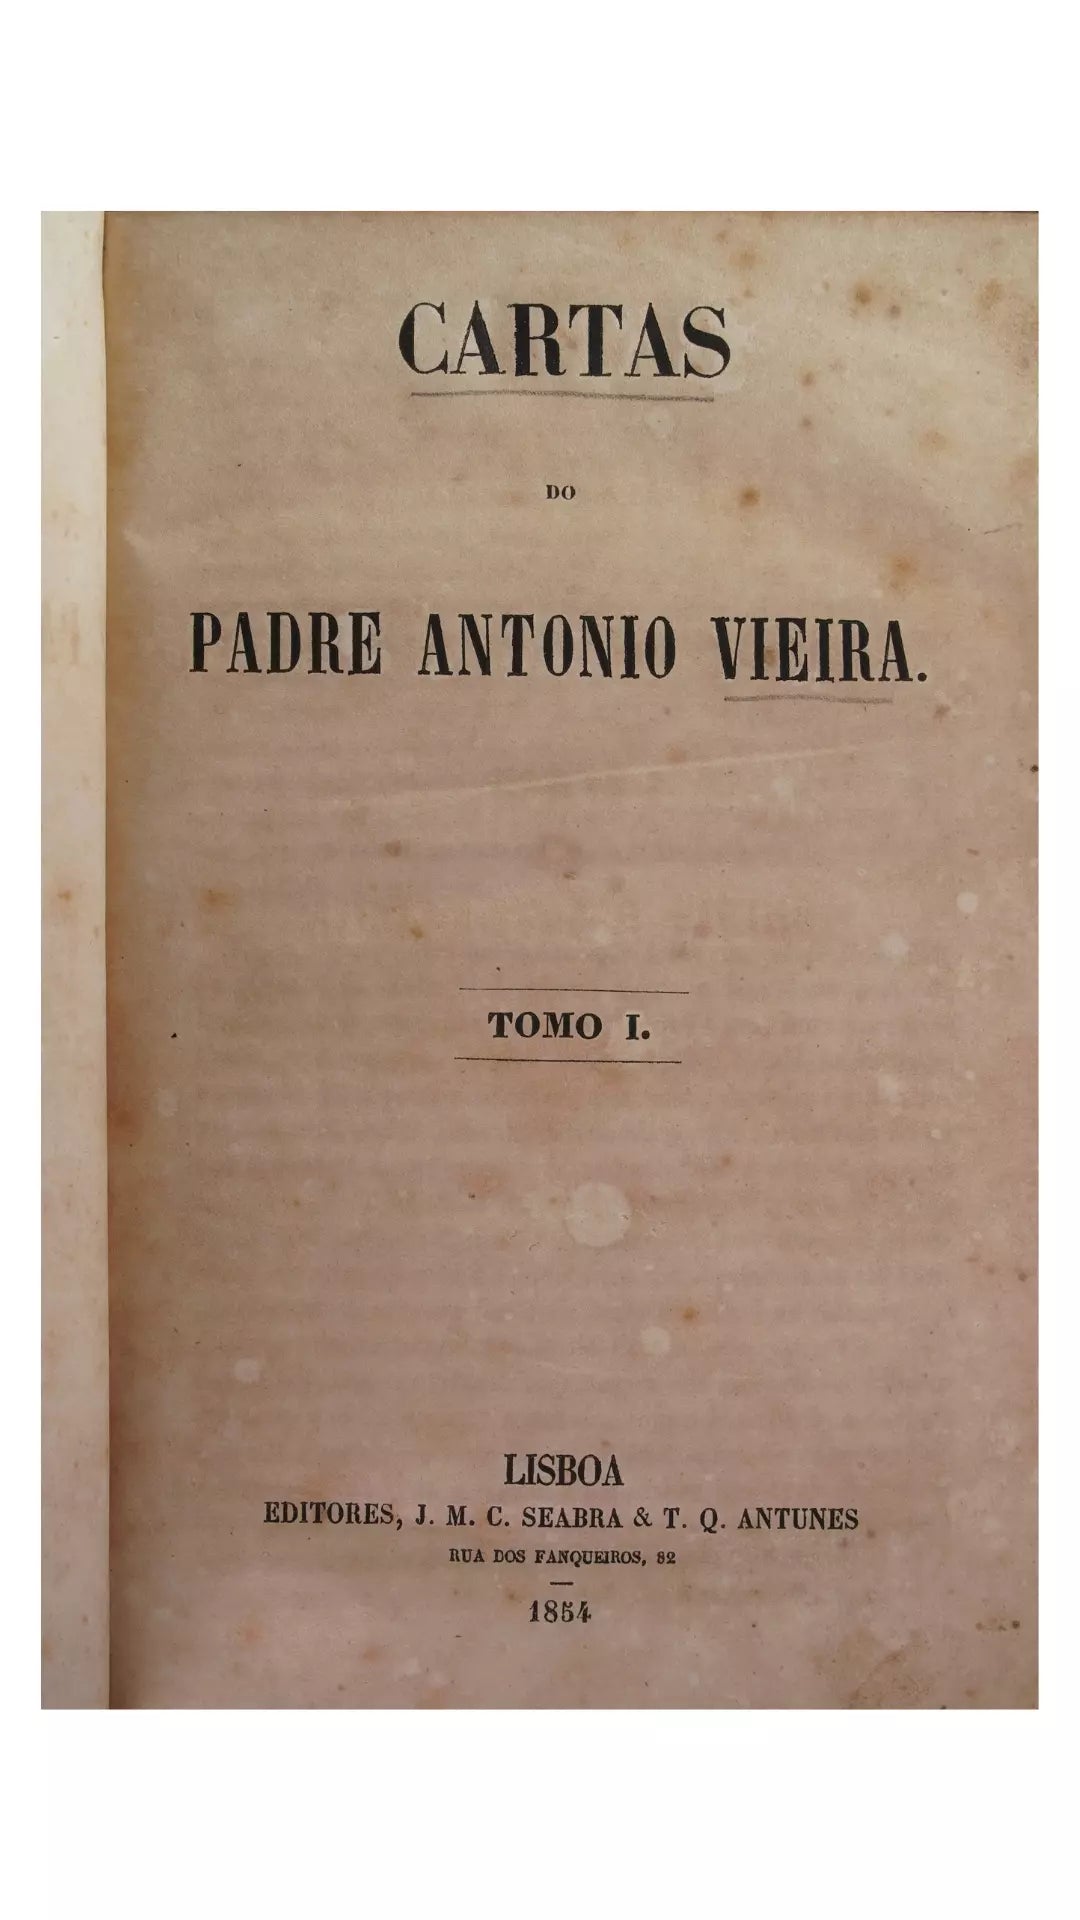 CARTAS
DO
PADRE ANTONIO VIEIRA.
TOMO I.
LISBOA
EDITORES, J. M. C. SEABRA & T. Q. ANTUNES
RUA DOS FANQUEIROS, 82
1854